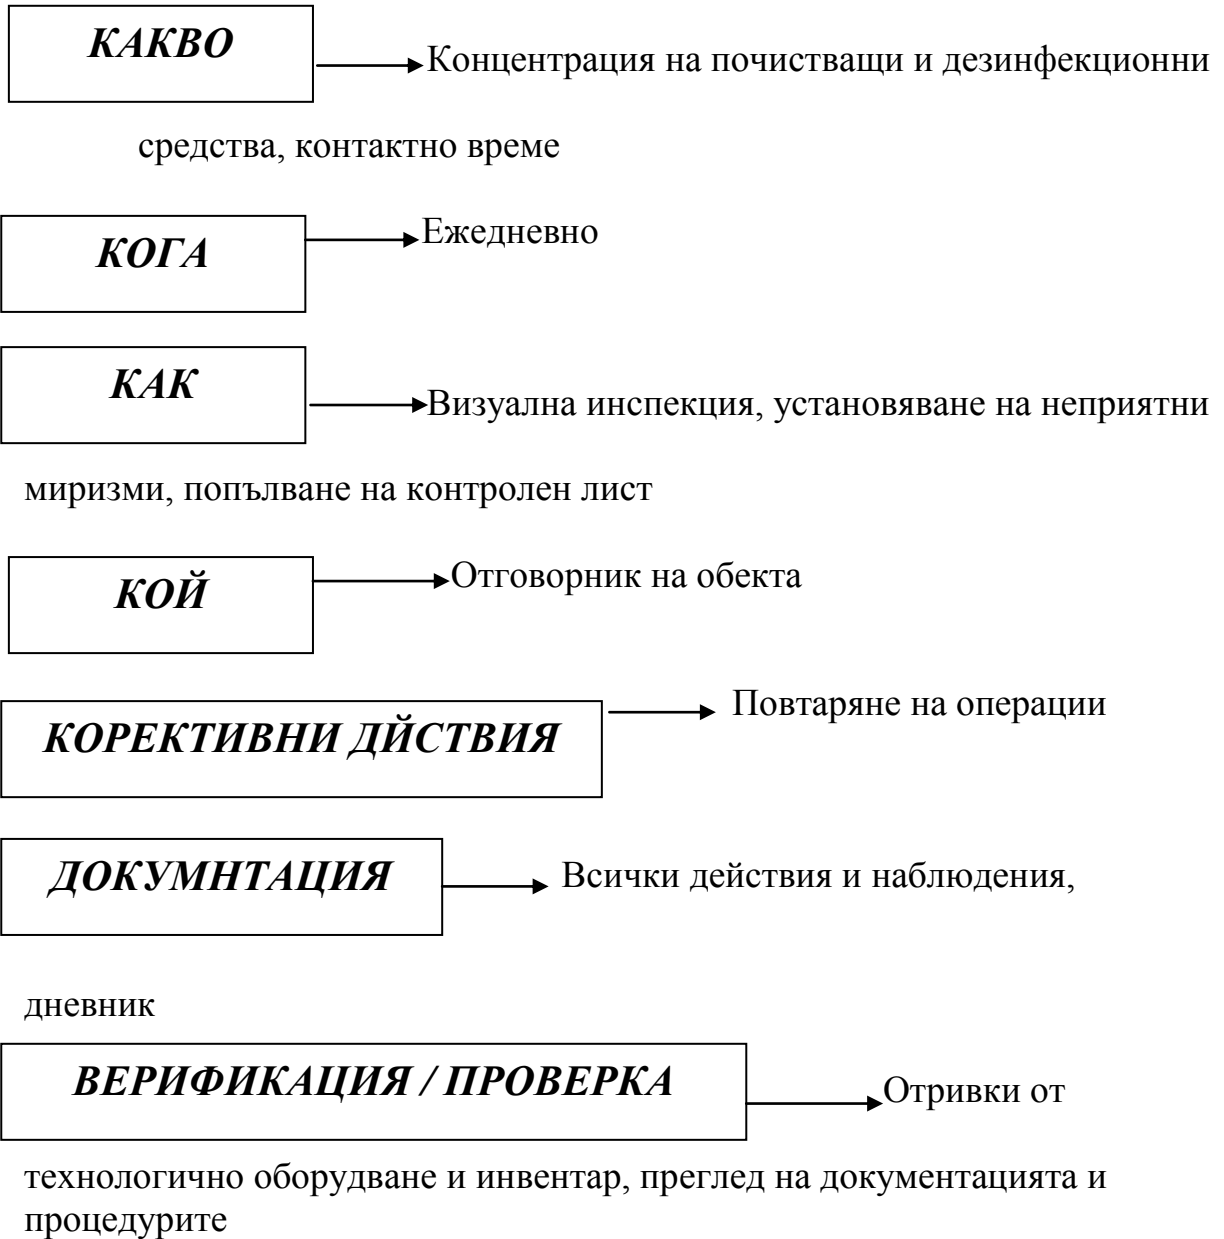 КАКВО
Концентрация на почистващи и дезинфекционни
средства, контактно време
КОГА
Ежедневно
КАК
Визуална инспекция, установяване на неприятни
миризми, попълване на контролен лист
КОЙ
Отговорник на обекта
КОРЕКТИВНИ ДЙСТВИЯ
Повтаряне на операции
ДОКУМНТАЦИЯ
Всички действия и наблюдения,
дневник
ВЕРИФИКАЦИЯ / ПРОВЕРКА
Отривки от
технологично оборудване и инвентар, преглед на документацията и
процедурите